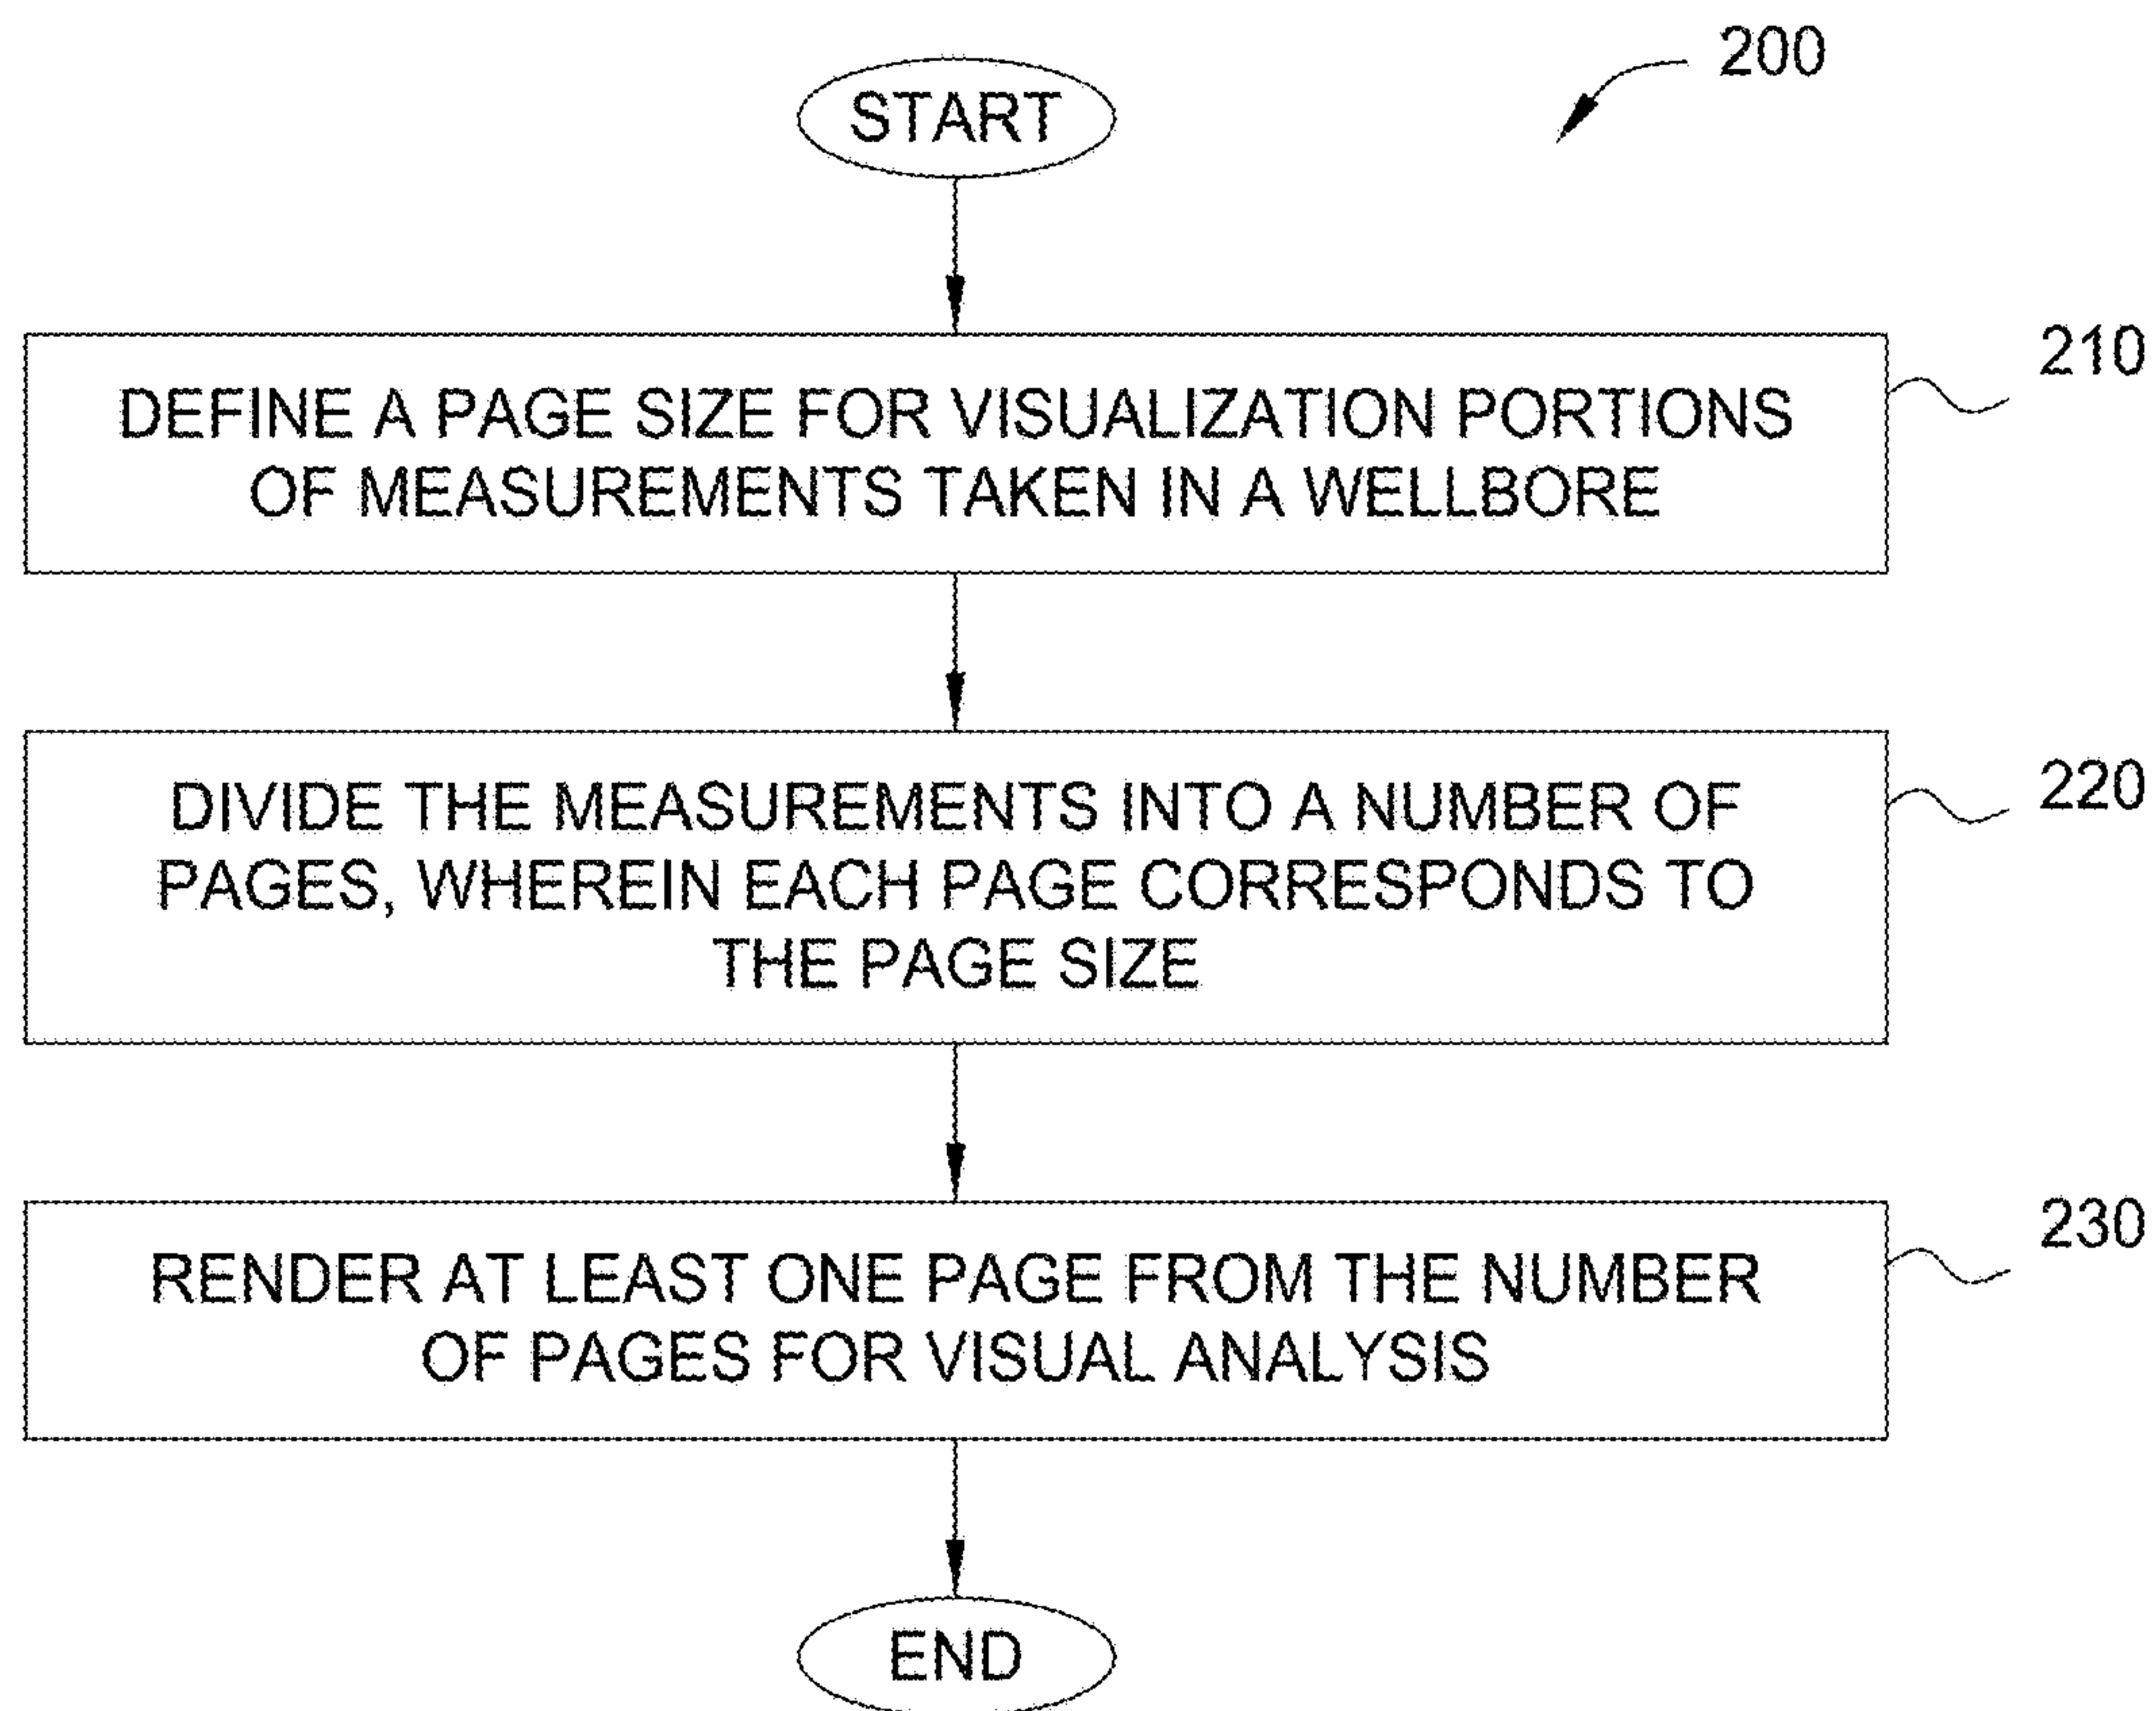 200
START
210
DEFINE A PAGE SIZE FOR VISUALIZATION PORTIONS
OF MEASUREMENTS TAKEN IN A WELLBORE
220
DIVIDE THE MEASUREMENTS INTO A NUMBER OF
PAGES, WHEREIN EACH PAGE CORRESPONDS TO
THE PAGE SIZE
230
RENDER AT LEAST ONE PAGE FROM THE NUMBER
OF PAGES FOR VISUAL ANALYSIS
END